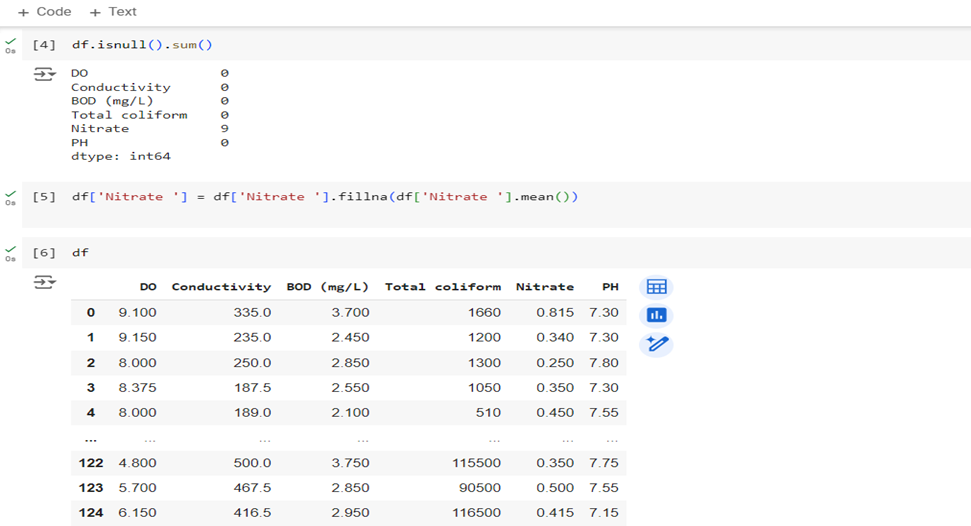 + Code + Text
0s [4] df.isnull().sum()
DO 0
Conductivity 0
BOD (mg/L) 0
Total coliform 0
Nitrate 9
PH 0
dtype: int64
0s [5] df['Nitrate '] = df['Nitrate '].fillna(df['Nitrate '].mean())
0s [6] df
DO Conductivity BOD (mg/L) Total coliform Nitrate PH
0 9.100 335.0 3.700 1660 0.815 7.30
1 9.150 235.0 2.450 1200 0.340 7.30
2 8.000 250.0 2.850 1300 0.250 7.80
3 8.375 187.5 2.550 1050 0.350 7.30
4 8.000 189.0 2.100 510 0.450 7.55
... ... ... ... ... ... ...
122 4.800 500.0 3.750 115500 0.350 7.75
123 5.700 467.5 2.850 90500 0.500 7.55
124 6.150 416.5 2.950 116500 0.415 7.15